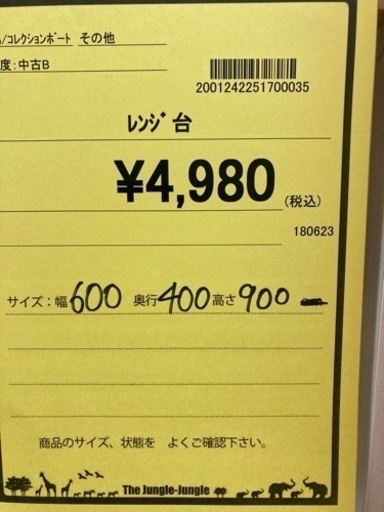 /コレクションボート その他
度:中古B
2001242251700035
ﾚﾝｼﾞ台
¥4,980(税込)
180623
サイズ:幅600 奥行400高さ900
商品のサイズ、状態を よくご確認下さい。
The Jungle-Jungle